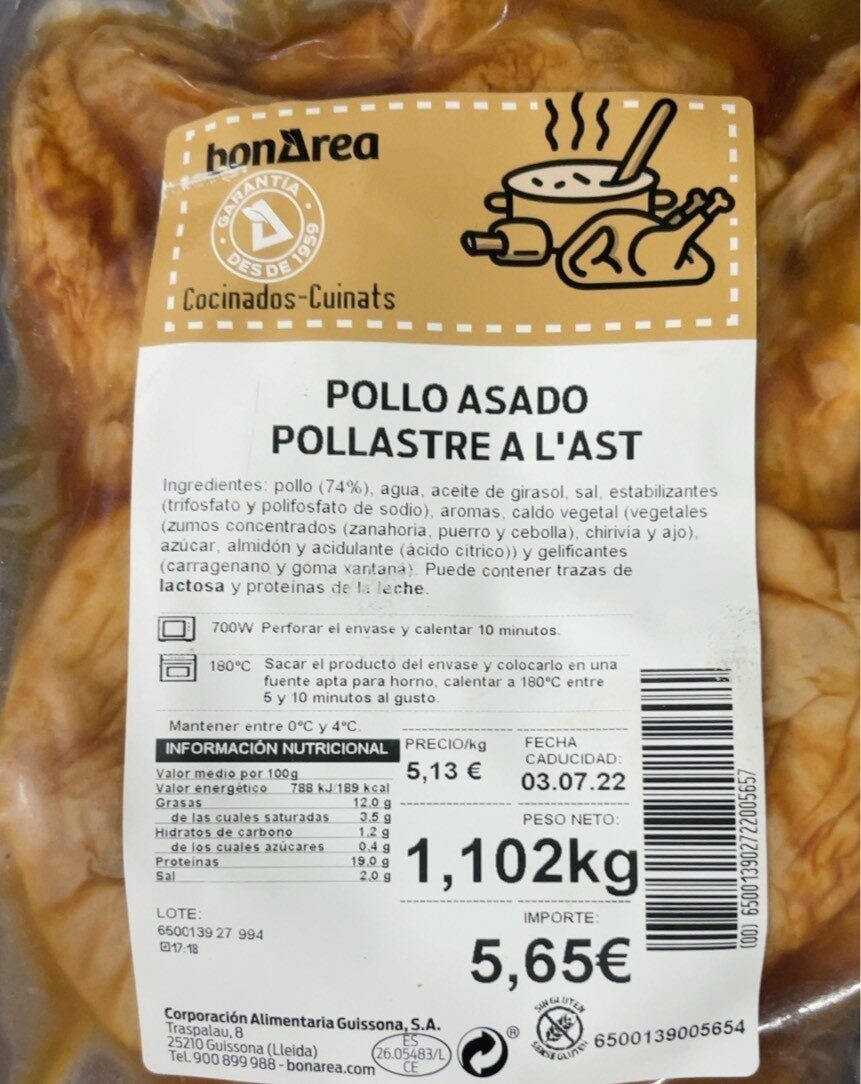 bonÀrea
GARANTÍA
DESDE 1959
Cocinados-Cuinats
POLLO ASADO
POLLASTRE A L'AST
Ingredientes: pollo (74%), agua, aceite de girasol, sal, estabilizantes
(trifosfato y polifosfato de sodio), aromas, caldo vegetal (vegetales
(zumos concentrados (zanahoria, puerro y cebolla), chirivia y ajo),
azúcar, almidón y acidulante (ácido cítrico)) y gelificantes
(carragenano y goma xantana). Puede contener trazas de
lactosa y proteínas de la leche.
700W Perforar el envase y calentar 10 minutos.
180ºC Sacar el producto del envase y colocarlo en una
fuente apta para horno, calentar a 180ºC entre
5 y 10 minutos al gusto.
Mantener entre 0ºC y 4ºC.
INFORMACIÓN NUTRICIONAL
Valor medio por 100g
Valor energético 788 kJ/189 kcal
Grasas 12.0 g
de las cuales saturadas 3.5 g
Hidratos de carbono 1.2 g
de los cuales azúcares 0.4 g
Proteínas 19.0 g
Sal 2.0 g
PRECIO/kg
5,13 €
FECHA
CADUCIDAD:
03.07.22
PESO NETO:
1,102kg
IMPORTE:
5,65€
(00) 650013902722005657
LOTE:
6500139 27 994
17:18
Corporación Alimentaria Guissona, S.A.
Traspalau, 8
25210 Guissona (Lleida)
Tel. 900 899 988 - bonarea.com
ES
26.05483/L
CE
®
SIN GLUTEN
SENSE GLUTEN
6500139005654